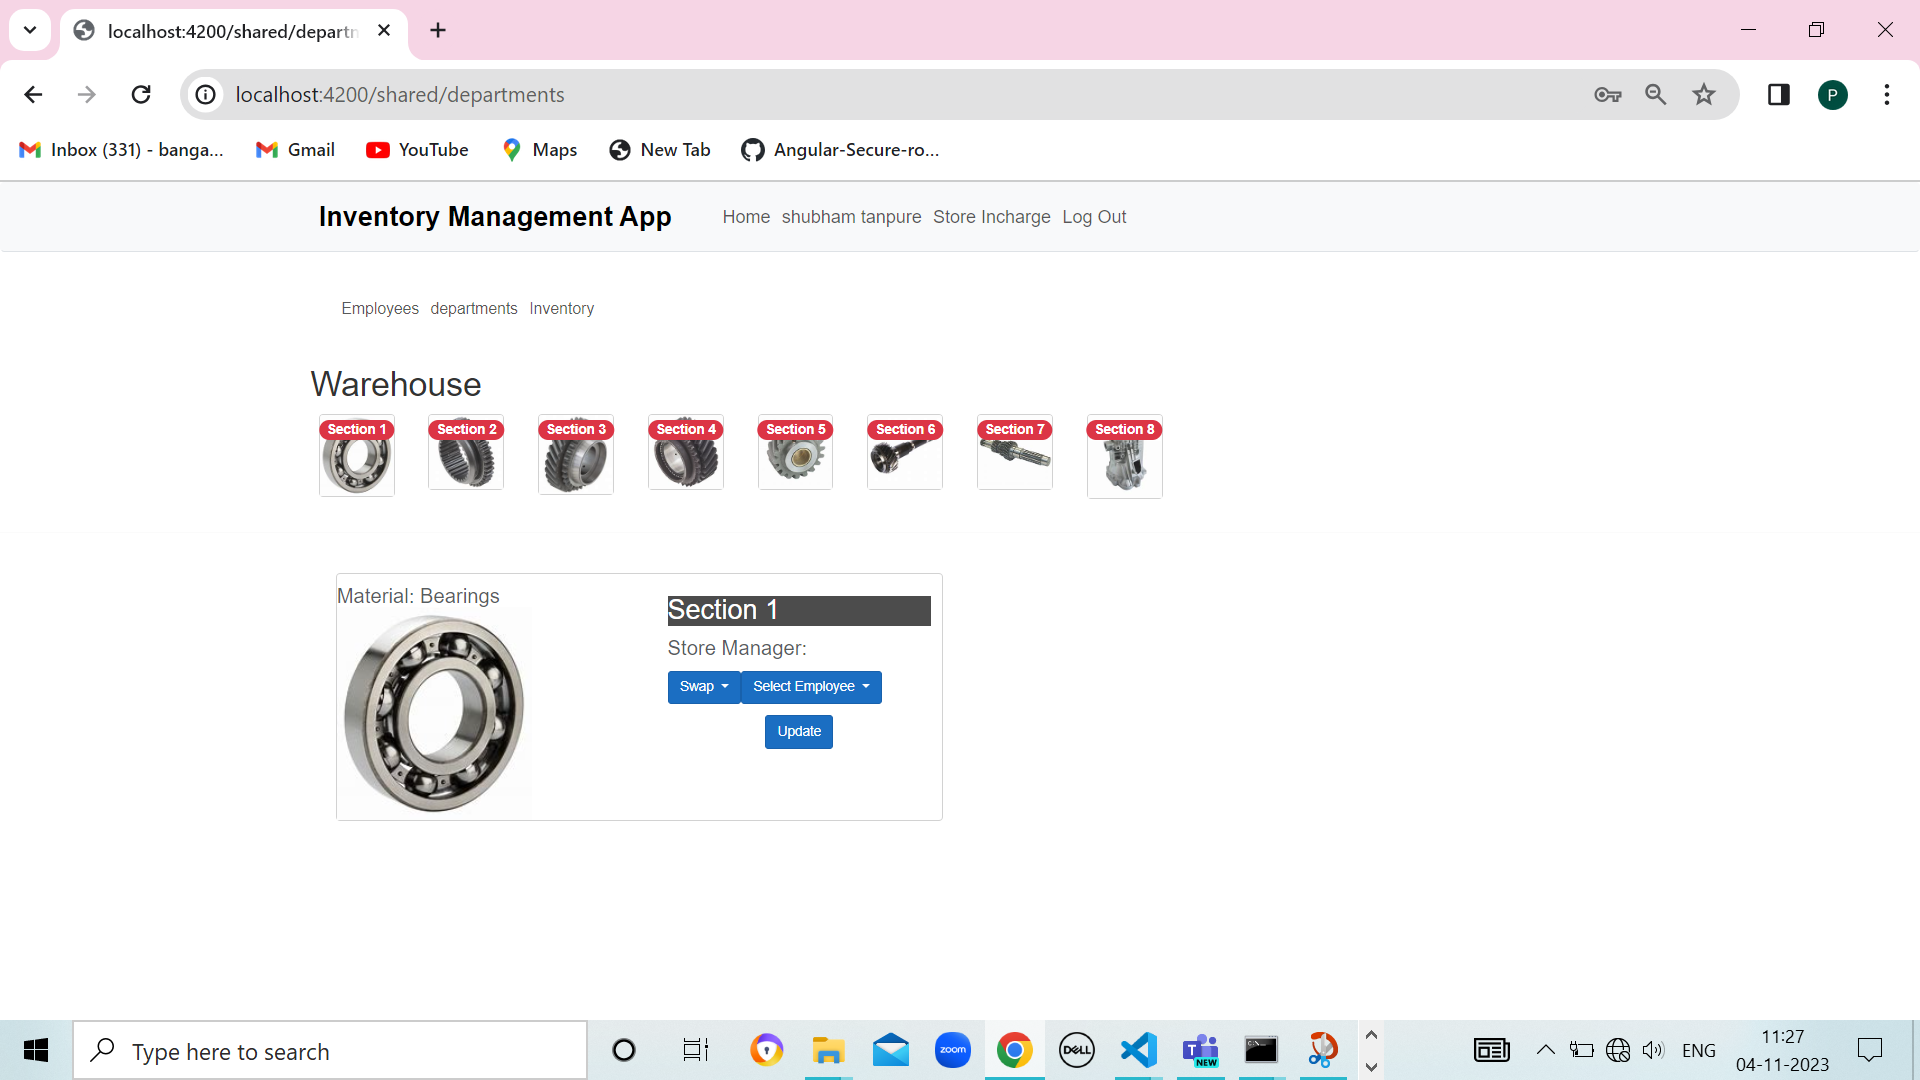 localhost:4200/shared/departm
localhost:4200/shared/departments
P
Inbox (331) - banga...
Gmail
YouTube
Maps
New Tab
Angular-Secure-ro...
Inventory Management App
Home shubham tanpure Store Incharge Log Out
Employees departments Inventory
Warehouse
Section 1
Section 2
Section 3
Section 4
Section 5
Section 6
Section 7
Section 8
Material: Bearings
Section 1
Store Manager:
Swap
Select Employee
Update
Type here to search
zoom
DELL
T
NEW
C:\
ENG
11:27
04-11-2023